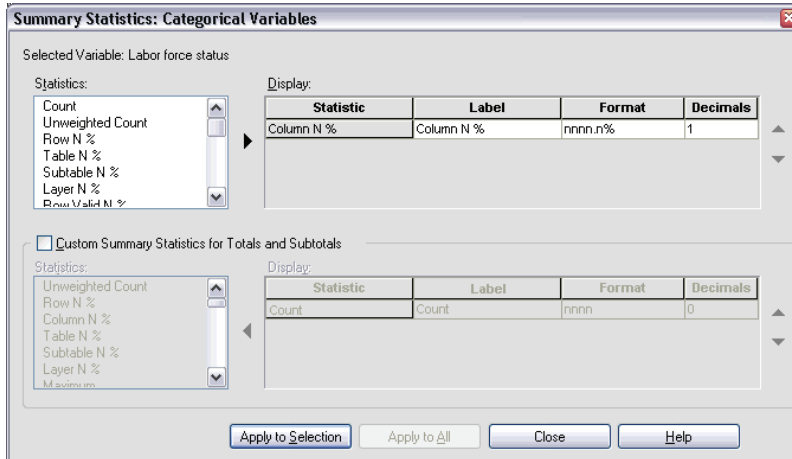 Summary Statistics: Categorical Variables
Selected Variable: Labor force status
Statistics:
Count
Unweighted Count
Row N %
Table N %
Subtable N %
Layer N %
Row Valid N %
Display:
Statistic Label Format Decimals
Column N % Column N % nnnn.n% 1
Custom Summary Statistics for Totals and Subtotals
Statistics:
Unweighted Count
Row N %
Column N %
Table N %
Subtable N %
Layer N %
Maximum
Display:
Statistic Label Format Decimals
Count Count nnnn 0
Apply to Selection Apply to All Close Help